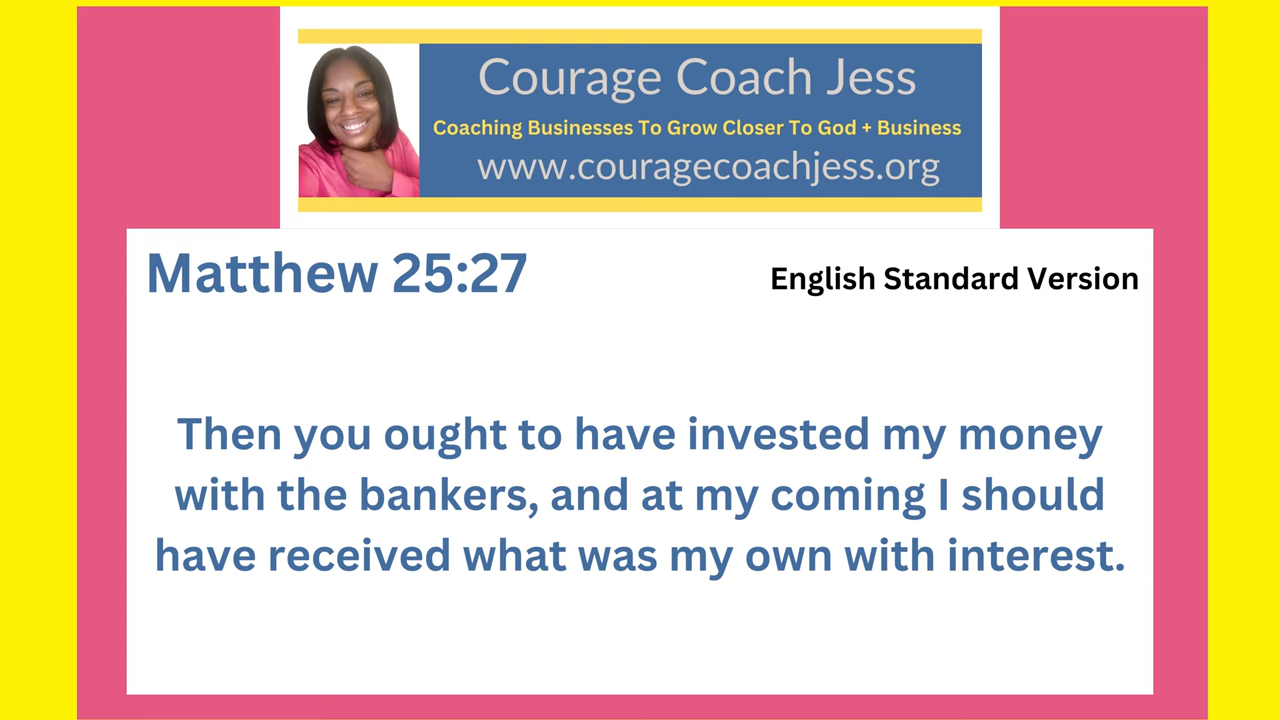 Courage Coach Jess
Coaching Businesses To Grow Closer To God + Business
www.couragecoachjess.org
Matthew 25:27
English Standard Version
Then you ought to have invested my money
with the bankers, and at my coming I should
have received what was my own with interest.